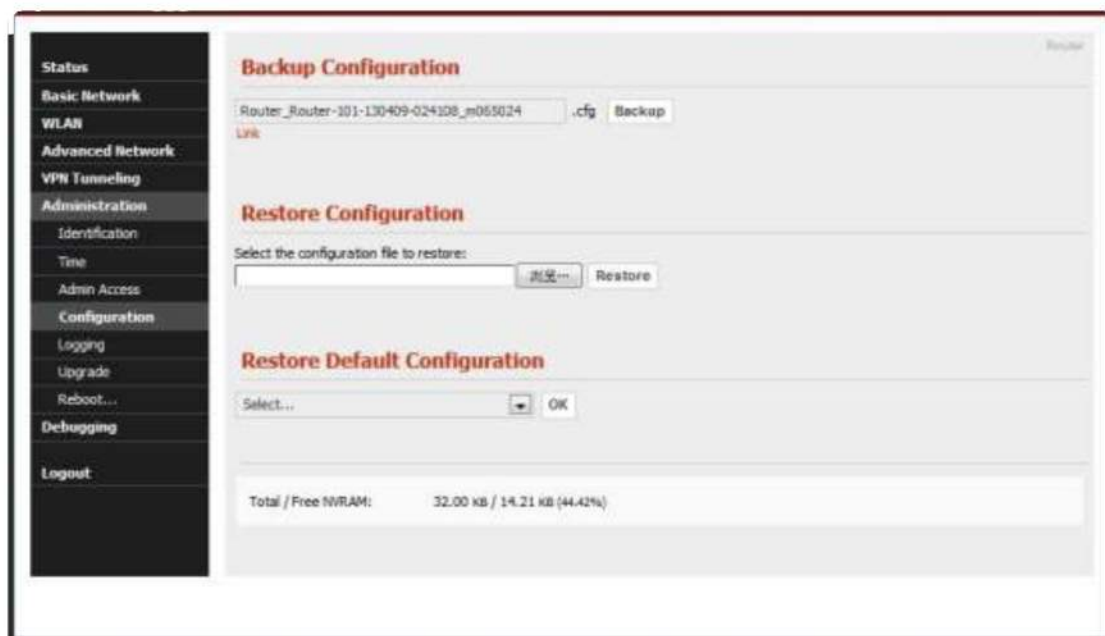 Router
Status
Basic Network
WLAN
Advanced Network
VPN Tunneling
Administration
Identification
Time
Admin Access
Configuration
Logging
Upgrade
Reboot...
Debugging
Logout
Backup Configuration
Router_Router-101-130409-024108_m065024 .cfg Backup
Link
Restore Configuration
Select the configuration file to restore:
Restore
Restore Default Configuration
Select... OK
Total / Free NVRAM: 32.00 KB / 14.21 KB (44.42%)